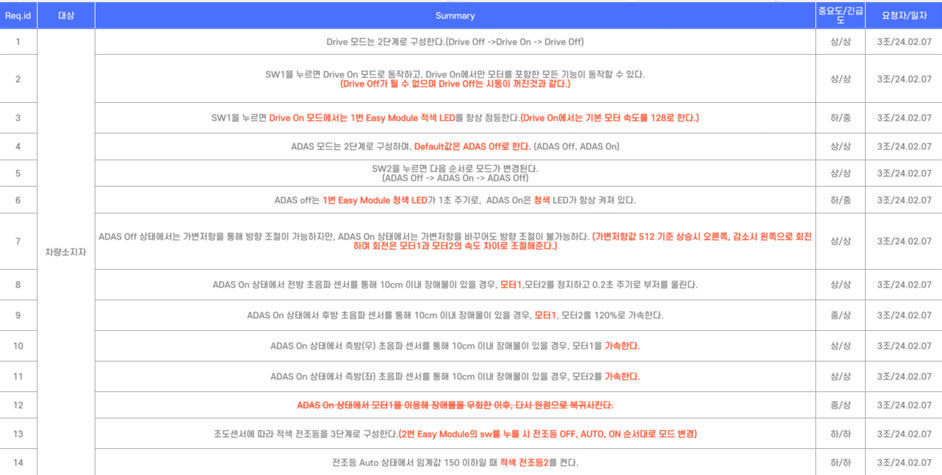 Req.id 대상 Summary 중요도/긴급도 요청자/일자
차량소지자
1 Drive 모드는 2단계로 구성한다.(Drive Off ->Drive On -> Drive Off) 상/상 3조/24.02.07
2 SW1을 누르면 Drive On 모드로 동작하고, Drive On에서만 모터를 포함한 모든 기능이 동작할 수 있다. 상/상 3조/24.02.07
(Drive Off가 될 수 없으며 Drive Off는 시동이 꺼진것과 같다.)
3 SW1을 누르면 Drive On 모드에서는 1번 Easy Module 적색 LED를 항상 점등한다.(Drive On에서는 기본 모터 속도를 128로 한다.) 하/중 3조/24.02.07
4 ADAS 모드는 2단계로 구성하며, Default값은 ADAS Off로 한다. (ADAS Off, ADAS On) 상/상 3조/24.02.07
5 SW2을 누르면 다음 순서로 모드가 변경된다. 상/상 3조/24.02.07
(ADAS Off -> ADAS On -> ADAS Off)
6 ADAS off는 1번 Easy Module 청색 LED가 1초 주기로, ADAS On은 청색 LED가 항상 켜져 있다. 하/중 3조/24.02.07
7 ADAS Off 상태에서는 가변저항을 통해 방향 조절이 가능하지만, ADAS On 상태에서는 가변저항을 바꾸어도 방향 조절이 불가능하다. (가변저항값 512 기준 상승시 오른쪽, 감소시 왼쪽으로 회전 상/상 3조/24.02.07
하며 회전은 모터1과 모터2의 속도 차이로 조절해준다.)
8 ADAS On 상태에서 전방 초음파 센서를 통해 10cm 이내 장애물이 있을 경우, 모터1,모터2를 정지하고 0.2초 주기로 부저를 울린다. 상/상 3조/24.02.07
9 ADAS On 상태에서 후방 초음파 센서를 통해 10cm 이내 장애물이 있을 경우, 모터1, 모터2를 120%로 가속한다. 중/상 3조/24.02.07
10 ADAS On 상태에서 측방(우) 초음파 센서를 통해 10cm 이내 장애물이 있을 경우, 모터1을 가속한다. 상/상 3조/24.02.07
11 ADAS On 상태에서 측방(좌) 초음파 센서를 통해 10cm 이내 장애물이 있을 경우, 모터2를 가속한다. 상/상 3조/24.02.07
12 ADAS On 상태에서 모터1을 이용해 장애물을 우회한 이후, 다시 원점으로 복귀시킨다. 중/상 3조/24.02.07
13 조도센서에 따라 적색 전조등을 3단계로 구성한다.(2번 Easy Module의 sw를 누를 시 전조등 OFF, AUTO, ON 순서대로 모드 변경) 하/하 3조/24.02.07
14 전조등 Auto 상태에서 임계값 150 이하일 때 적색 전조등2를 켠다. 하/하 3조/24.02.07